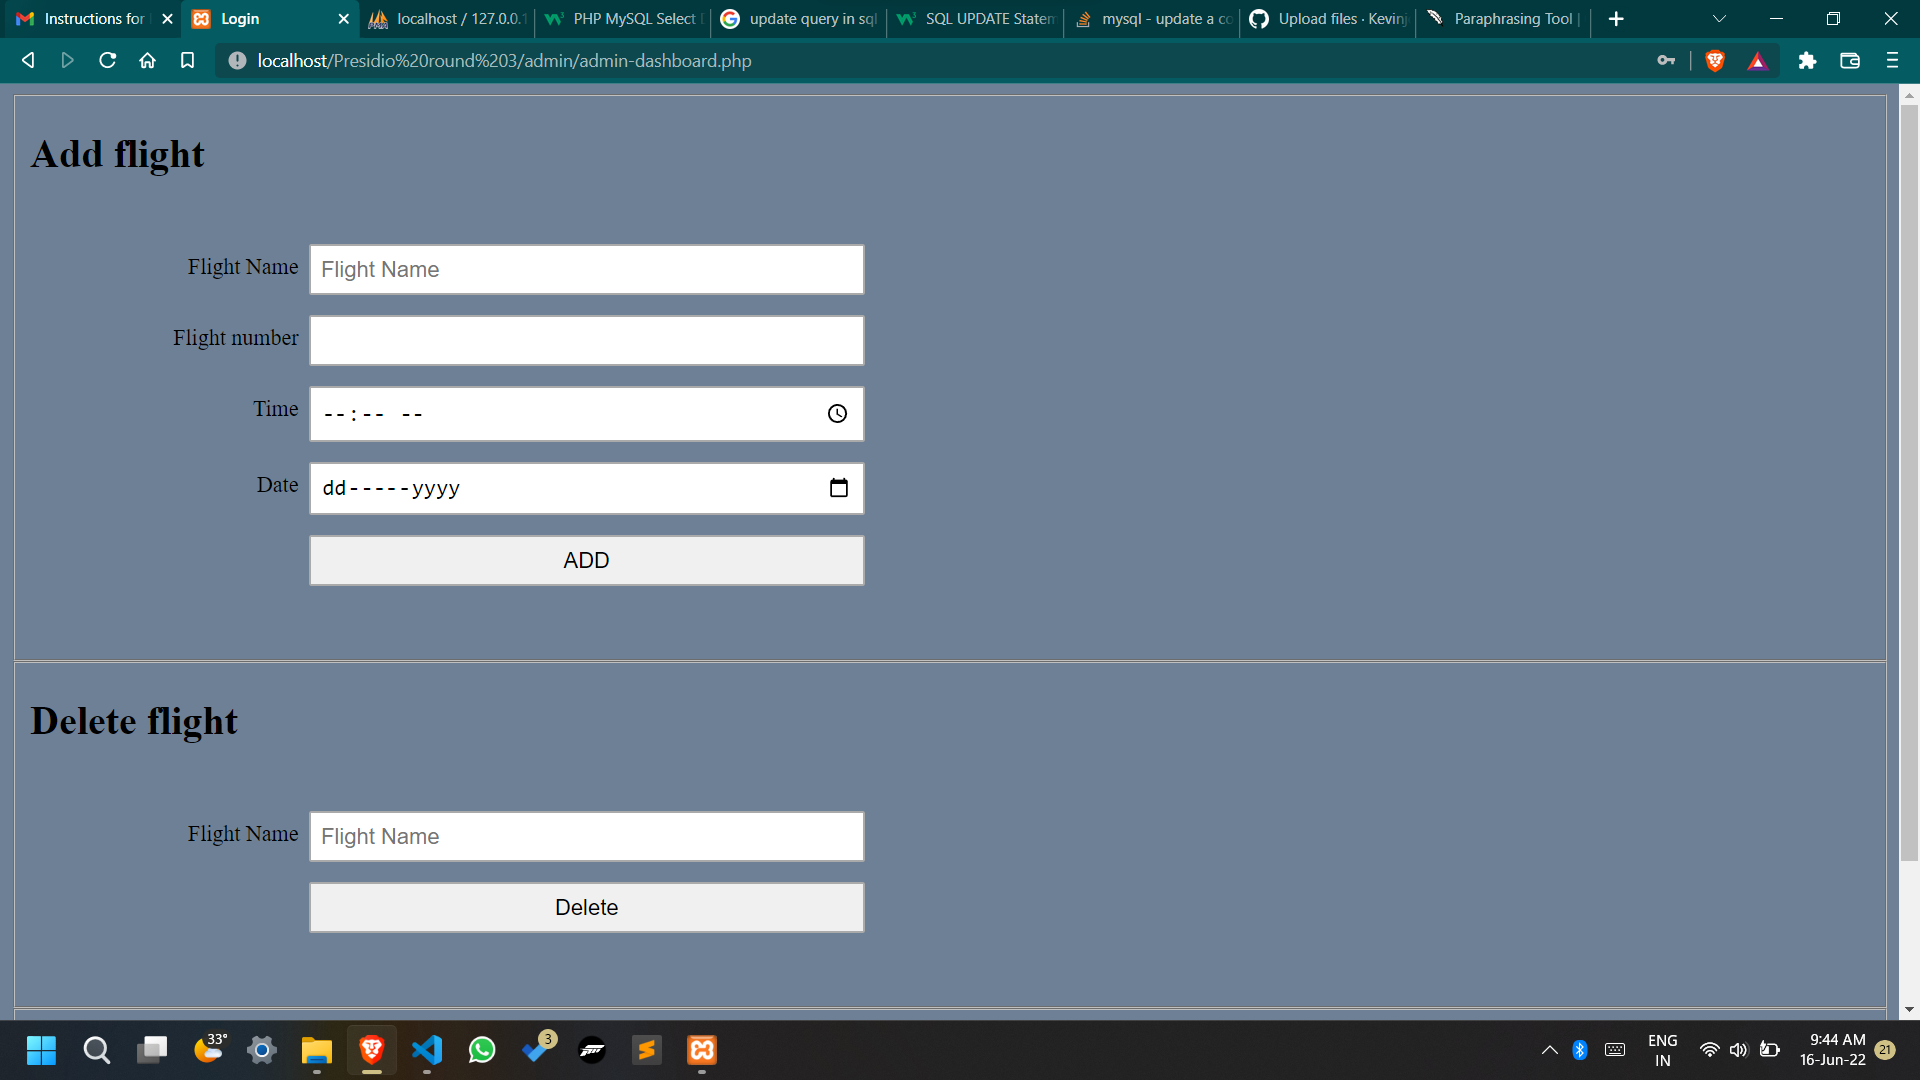 Instructions for
Login
localhost / 127.0.0.1
PHP MySQL Select
update query in sql
SQL UPDATE Statem
mysql - update a co
Upload files · Kevinj
Paraphrasing Tool |
localhost/Presidio%20round%203/admin/admin-dashboard.php
Add flight
Flight Name
Flight Name
Flight number
Time
--:-- --
Date
dd-----yyyy
ADD
Delete flight
Flight Name
Flight Name
Delete
33°
3
ENG
IN
9:44 AM
16-Jun-22
21